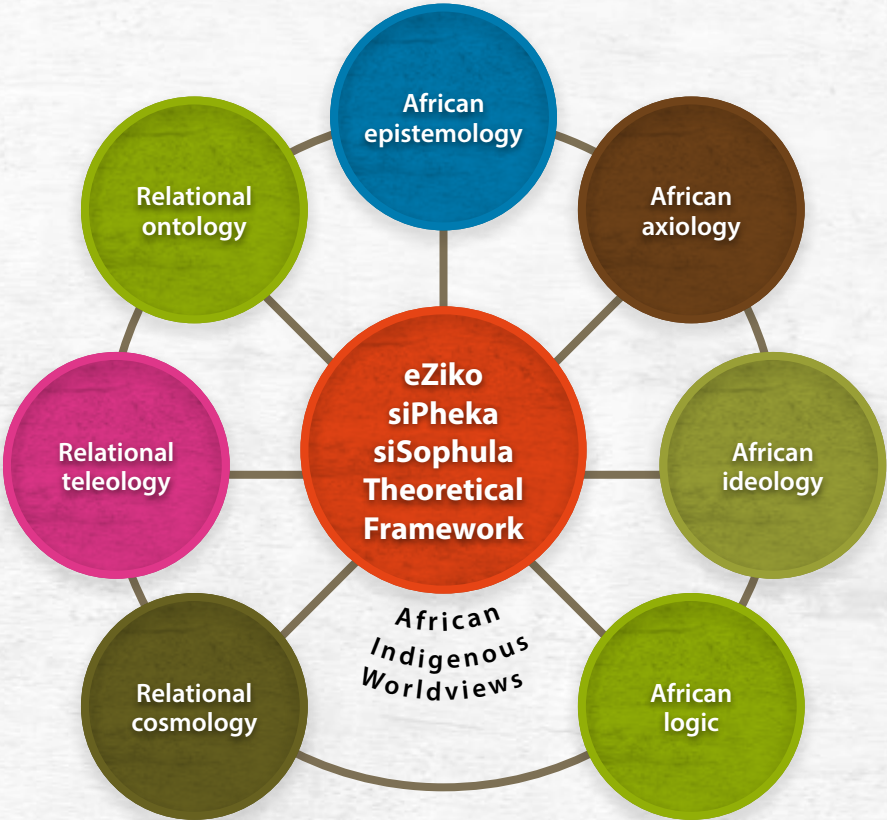 African
epistemology
Relational
ontology
African
axiology
eZiko
siPheka
siSophula
Theoretical
Framework
Relational
teleology
African
ideology
African
Indigenous
Worldviews
Relational
cosmology
African
logic